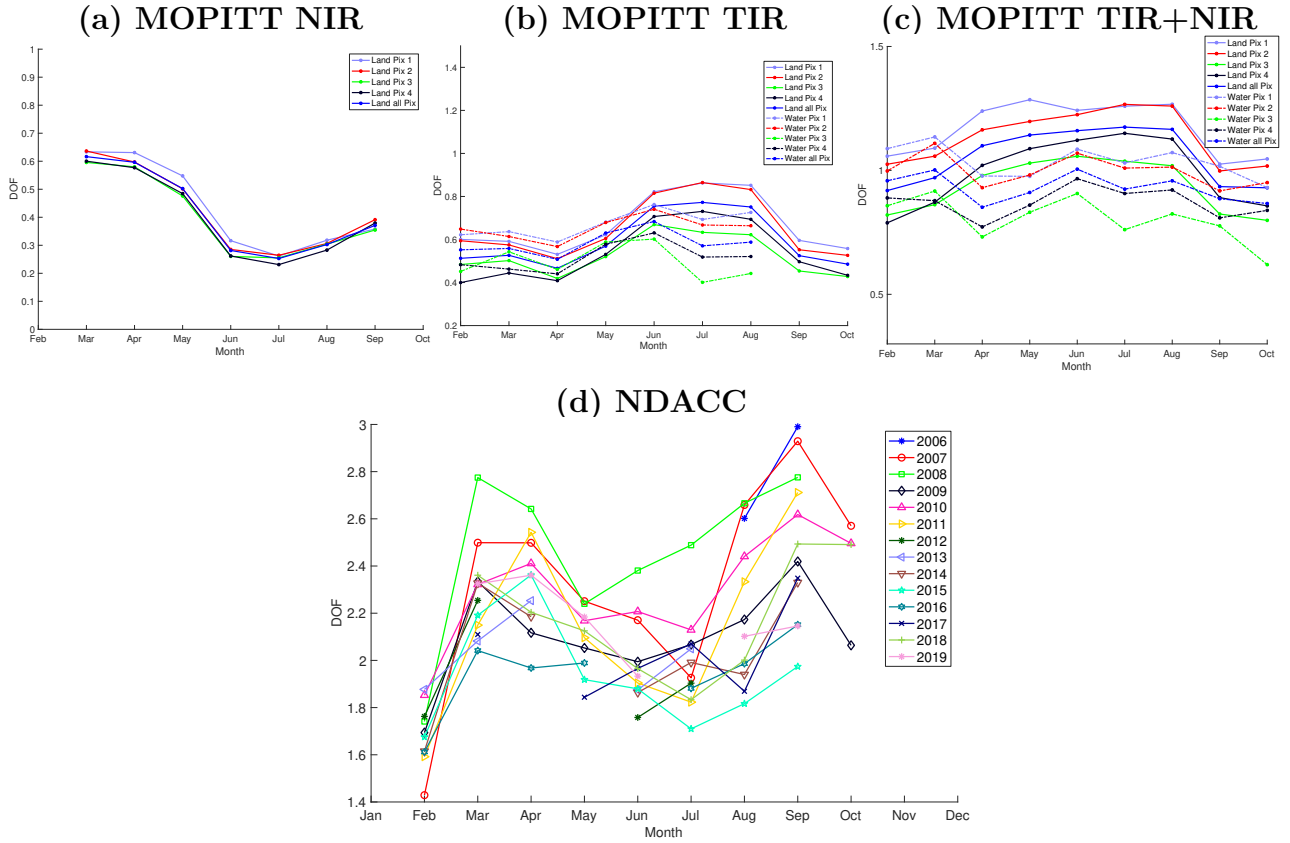 (a) MOPITT NIR
1
0.9
0.8
0.7
0.6
0.5
0.4
0.3
0.2
0.1
0
DOF
Feb Mar Apr May Jun Jul Aug Sep Oct
Month
Land Pix 1
Land Pix 2
Land Pix 3
Land Pix 4
Land all Pix
(b) MOPITT TIR
1.4
1.2
1
0.8
0.6
0.4
0.2
DOF
Feb Mar Apr May Jun Jul Aug Sep Oct
Month
Land Pix 1
Land Pix 2
Land Pix 3
Land Pix 4
Land all Pix
Water Pix 1
Water Pix 2
Water Pix 3
Water Pix 4
Water all Pix
(c) MOPITT TIR+NIR
1.5
1
0.5
DOF
Feb Mar Apr May Jun Jul Aug Sep Oct
Month
Land Pix 1
Land Pix 2
Land Pix 3
Land Pix 4
Land all Pix
Water Pix 1
Water Pix 2
Water Pix 3
Water Pix 4
Water all Pix
(d) NDACC
3
2.8
2.6
2.4
2.2
2
1.8
1.6
1.4
DOF
Jan Feb Mar Apr May Jun Jul Aug Sep Oct Nov Dec
Month
2006
2007
2008
2009
2010
2011
2012
2013
2014
2015
2016
2017
2018
2019